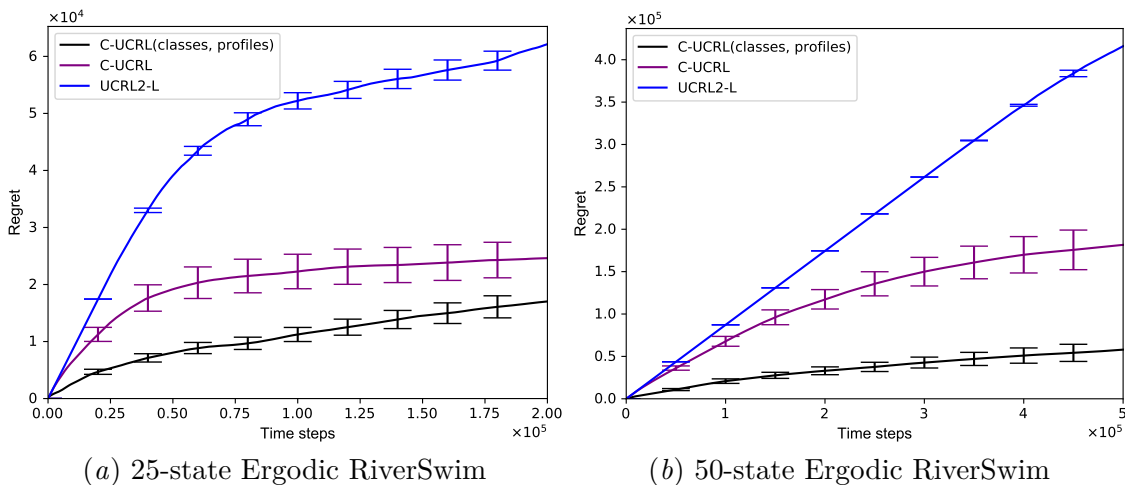 ×10⁴
6
5
4
3
2
1
0
Regret
C-UCRL(classes, profiles)
C-UCRL
UCRL2-L
0.00 0.25 0.50 0.75 1.00 1.25 1.50 1.75 2.00
Time steps
×10⁵
(a) 25-state Ergodic RiverSwim
×10⁵
4.0
3.5
3.0
2.5
2.0
1.5
1.0
0.5
0.0
Regret
C-UCRL(classes, profiles)
C-UCRL
UCRL2-L
0 1 2 3 4 5
Time steps
×10⁵
(b) 50-state Ergodic RiverSwim